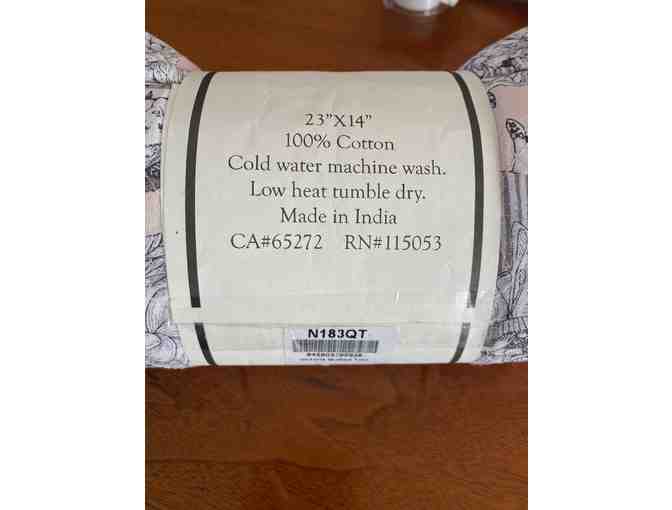 23"X14"
100% Cotton
Cold water machine wash.
Low heat tumble dry.
Made in India
CA#65272 RN#115053
N183QT